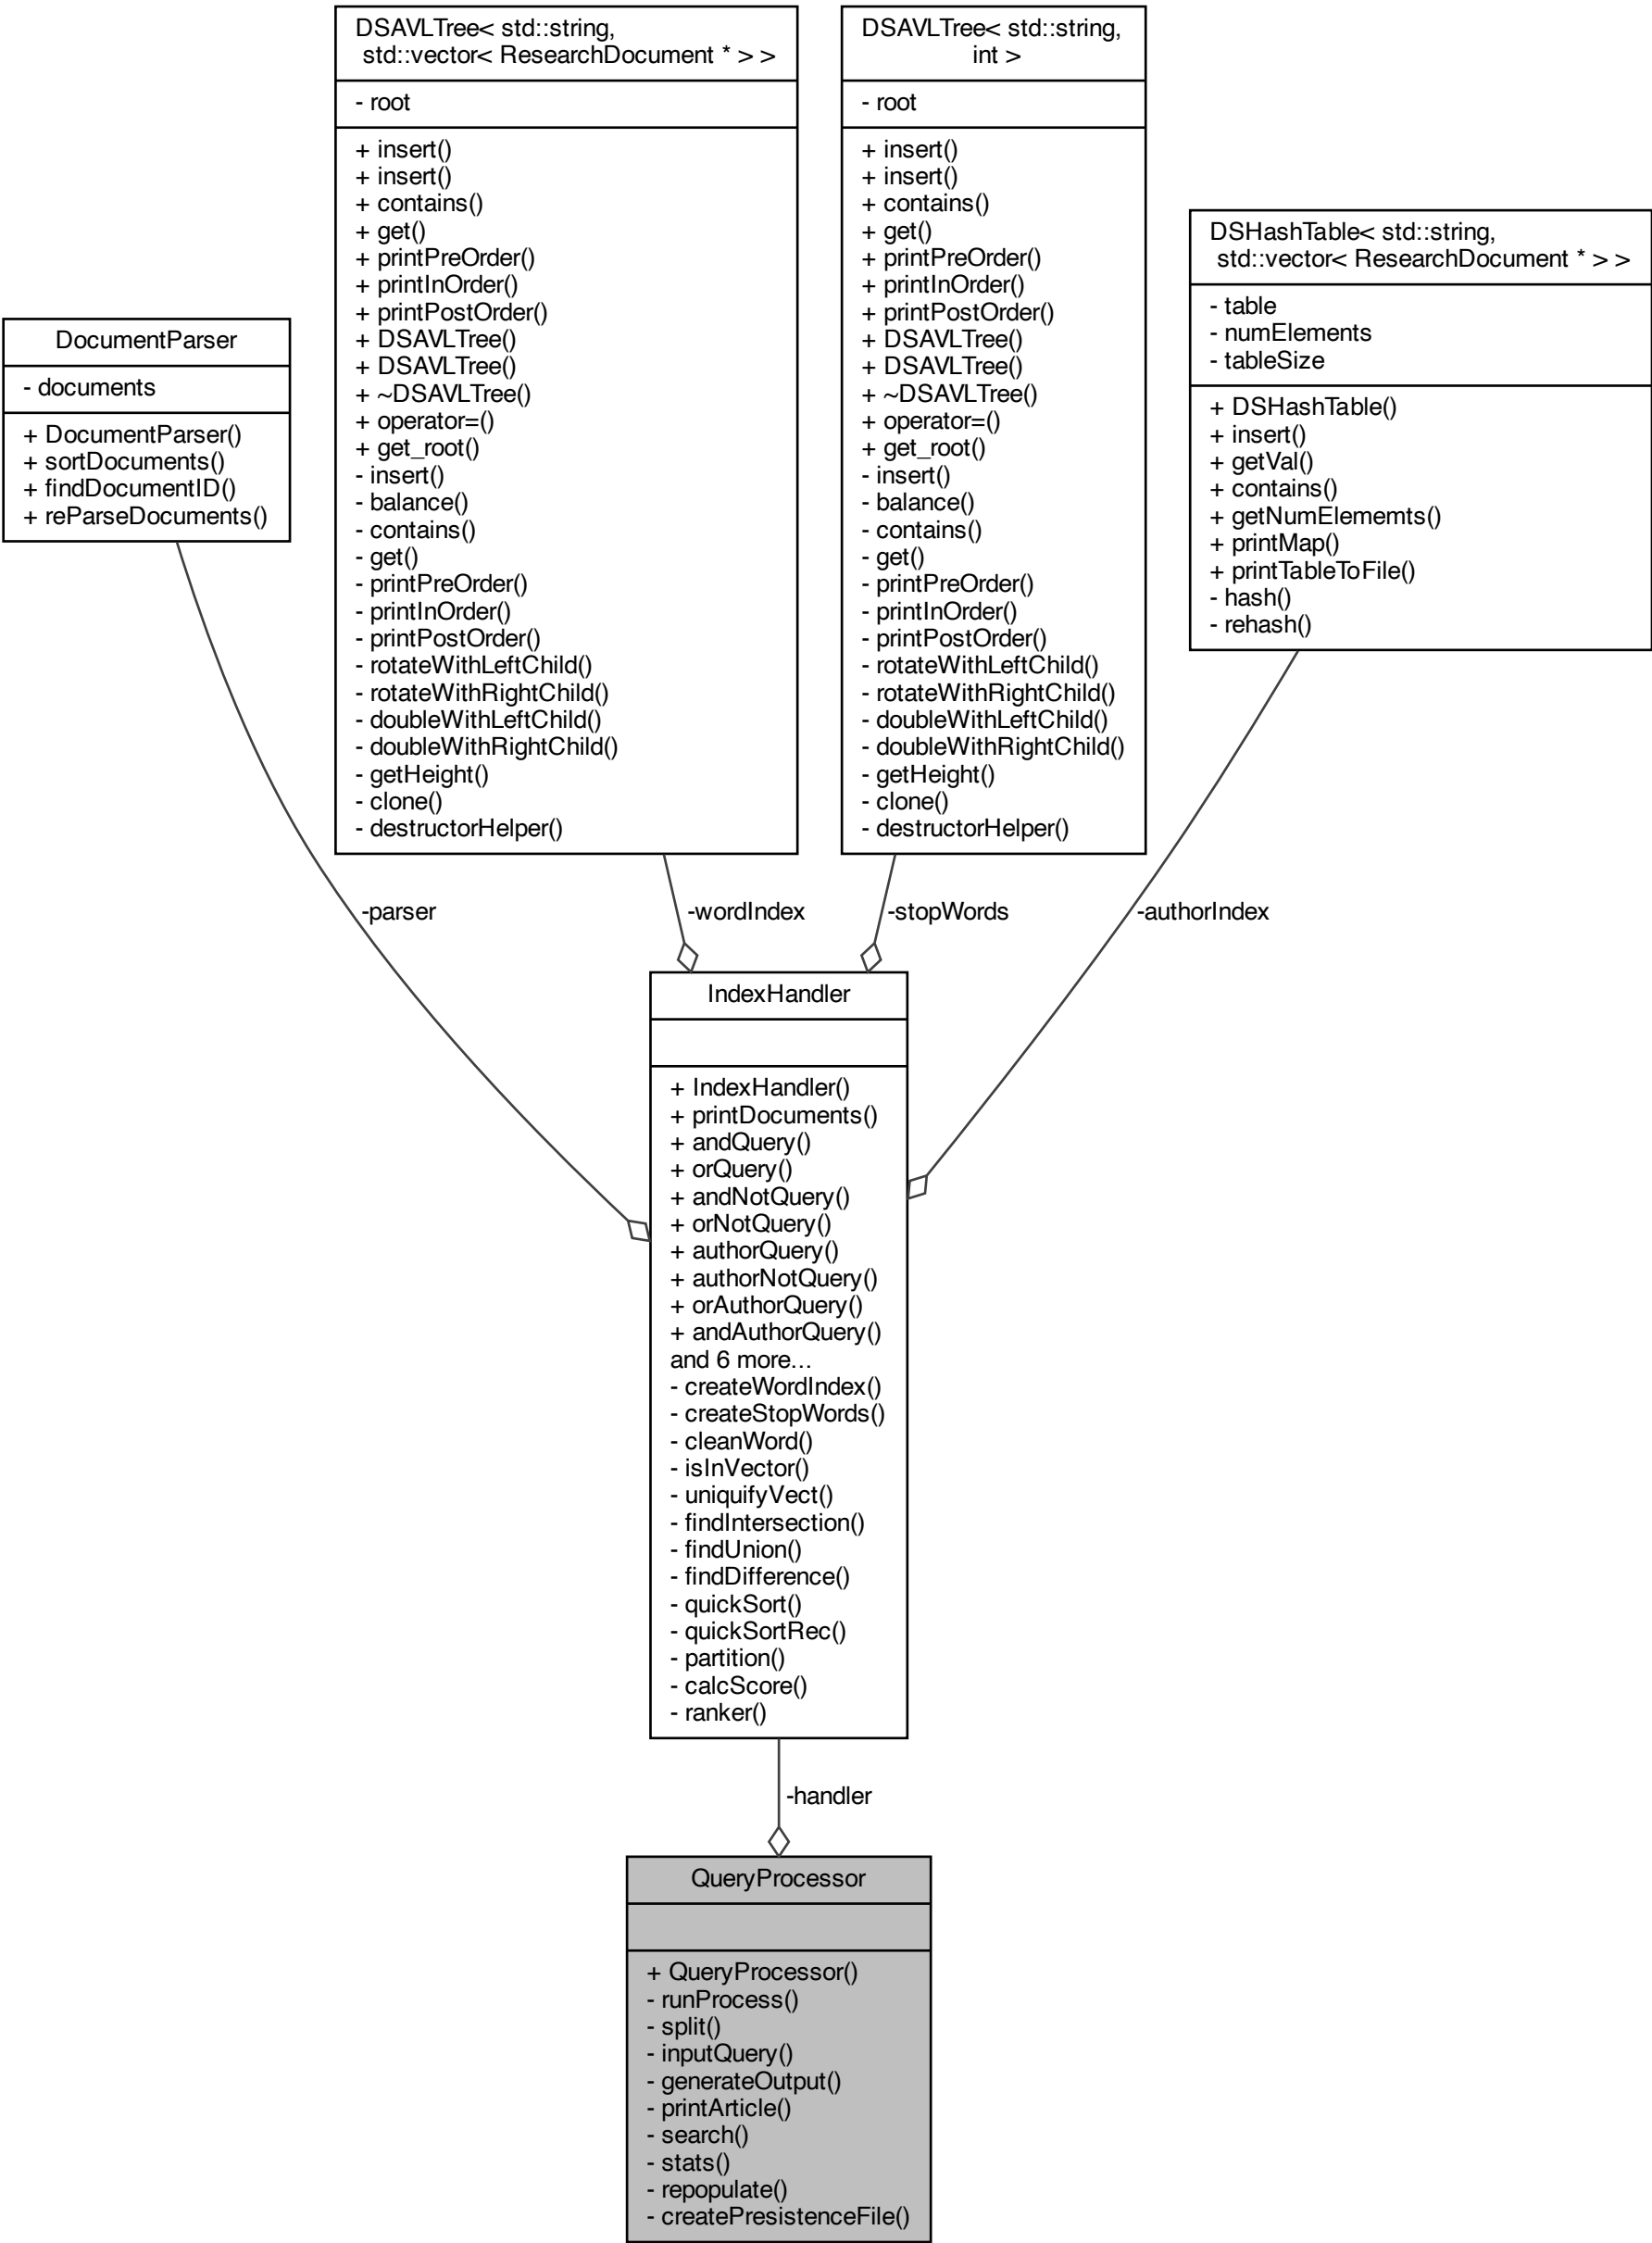 DSAVLTree< std::string,
std::vector< ResearchDocument * > >
- root
+ insert()
+ insert()
+ contains()
+ get()
+ printPreOrder()
+ printInOrder()
+ printPostOrder()
+ DSAVLTree()
+ DSAVLTree()
+ ~DSAVLTree()
+ operator=()
+ get_root()
- insert()
- balance()
- contains()
- get()
- printPreOrder()
- printInOrder()
- printPostOrder()
- rotateWithLeftChild()
- rotateWithRightChild()
- doubleWithLeftChild()
- doubleWithRightChild()
- getHeight()
- clone()
- destructorHelper()
DSAVLTree< std::string,
int >
- root
+ insert()
+ insert()
+ contains()
+ get()
+ printPreOrder()
+ printInOrder()
+ printPostOrder()
+ DSAVLTree()
+ DSAVLTree()
+ ~DSAVLTree()
+ operator=()
+ get_root()
- insert()
- balance()
- contains()
- get()
- printPreOrder()
- printInOrder()
- printPostOrder()
- rotateWithLeftChild()
- rotateWithRightChild()
- doubleWithLeftChild()
- doubleWithRightChild()
- getHeight()
- clone()
- destructorHelper()
DSHashTable< std::string,
std::vector< ResearchDocument * > >
- table
- numElements
- tableSize
+ DSHashTable()
+ insert()
+ getVal()
+ contains()
+ getNumElememts()
+ printMap()
+ printTableToFile()
- hash()
- rehash()
DocumentParser
- documents
+ DocumentParser()
+ sortDocuments()
+ findDocumentID()
+ reParseDocuments()
-parser
-wordIndex
-stopWords
-authorIndex
IndexHandler
+ IndexHandler()
+ printDocuments()
+ andQuery()
+ orQuery()
+ andNotQuery()
+ orNotQuery()
+ authorQuery()
+ authorNotQuery()
+ orAuthorQuery()
+ andAuthorQuery()
and 6 more...
- createWordIndex()
- createStopWords()
- cleanWord()
- isInVector()
- uniquifyVect()
- findIntersection()
- findUnion()
- findDifference()
- quickSort()
- quickSortRec()
- partition()
- calcScore()
- ranker()
-handler
QueryProcessor
+ QueryProcessor()
- runProcess()
- split()
- inputQuery()
- generateOutput()
- printArticle()
- search()
- stats()
- repopulate()
- createPresistenceFile()